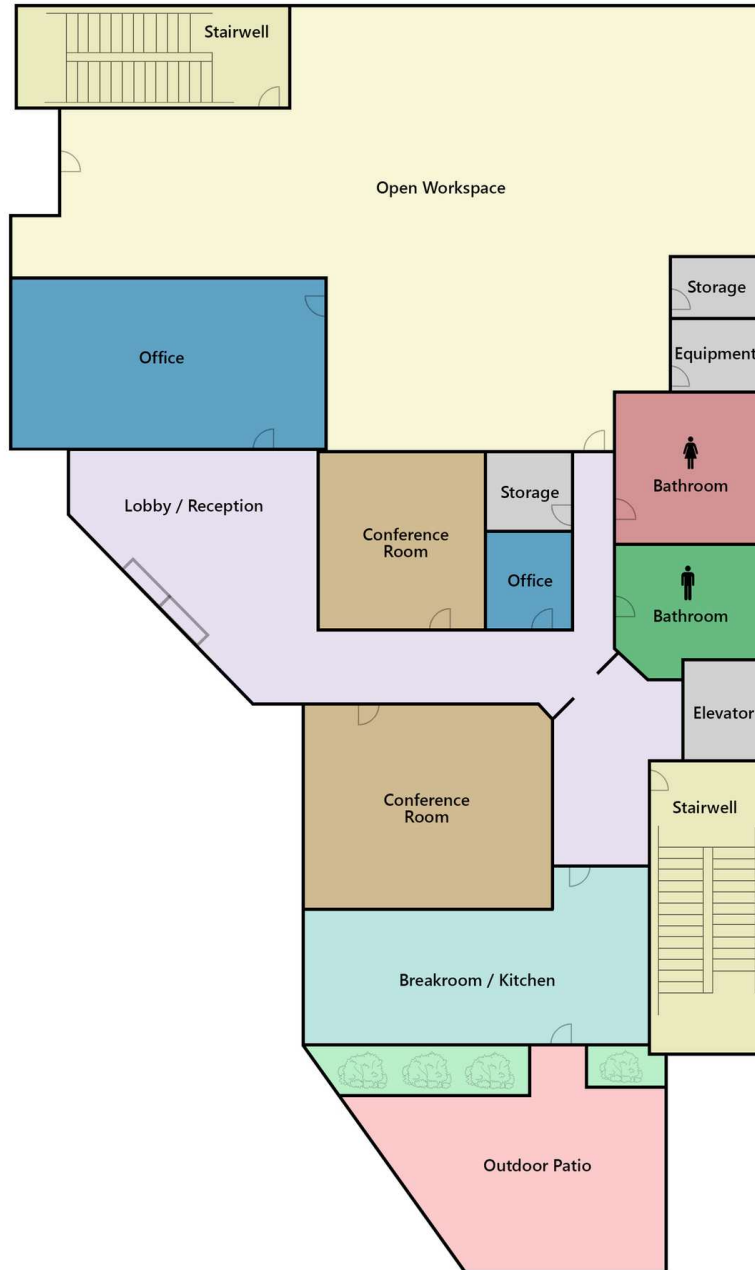 Stairwell
Open Workspace
Storage
Office
Equipment
Bathroom
Storage
Lobby / Reception
Conference
Room
Office
Bathroom
Elevator
Conference
Room
Stairwell
Breakroom / Kitchen
Outdoor Patio